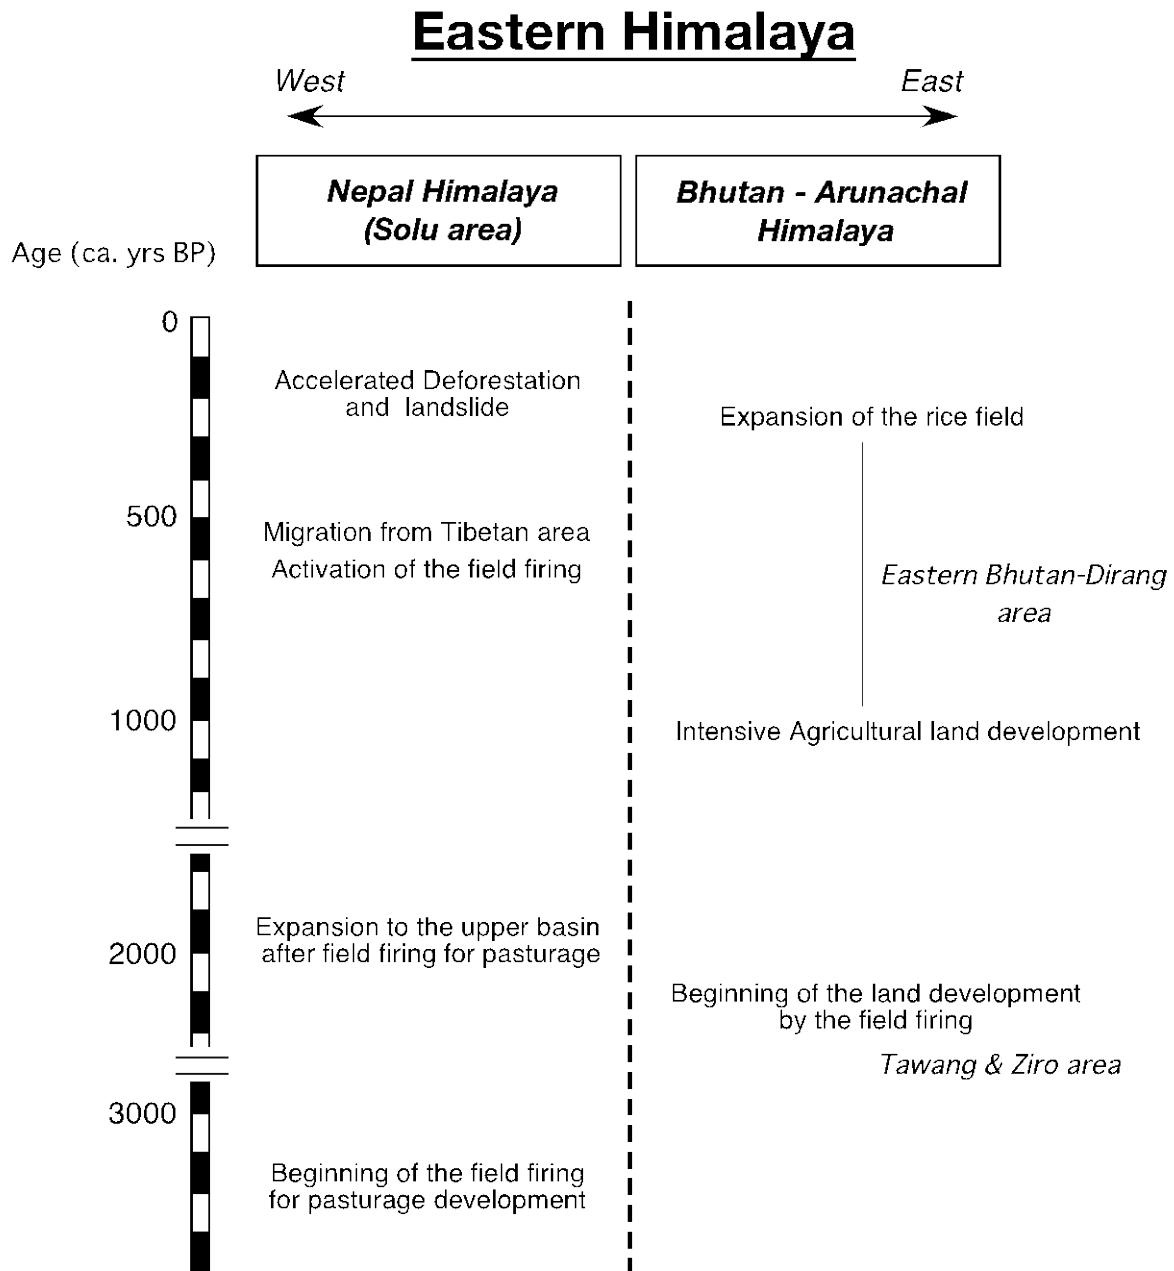 Eastern Himalaya
West
East
Nepal Himalaya
(Solu area)
Bhutan - Arunachal
Himalaya
Age (ca. yrs BP)
0
Accelerated Deforestation
and landslide
Expansion of the rice field
500
Migration from Tibetan area
Activation of the field firing
Eastern Bhutan-Dirang
area
1000
Intensive Agricultural land development
Expansion to the upper basin
after field firing for pasturage
2000
Beginning of the land development
by the field firing
Tawang & Ziro area
3000
Beginning of the field firing
for pasturage development